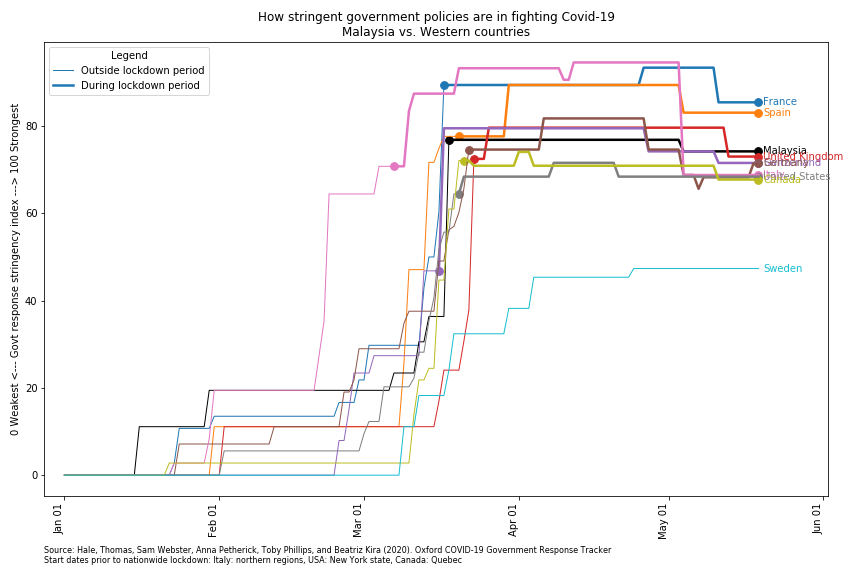 How stringent government policies are in fighting Covid-19
Malaysia vs. Western countries
Legend
Outside lockdown period
During lockdown period
0 Weakest <--- Govt response stringency index ---> 100 Strongest
80
60
40
20
0
France
Spain
Malaysia
United Kingdom
Italy
United States
Canada
Sweden
Jan 01
Feb 01
Mar 01
Apr 01
May 01
Jun 01
Source: Hale, Thomas, Sam Webster, Anna Petherick, Toby Phillips, and Beatriz Kira (2020). Oxford COVID-19 Government Response Tracker
Start dates prior to nationwide lockdown: Italy: northern regions, USA: New York state, Canada: Quebec